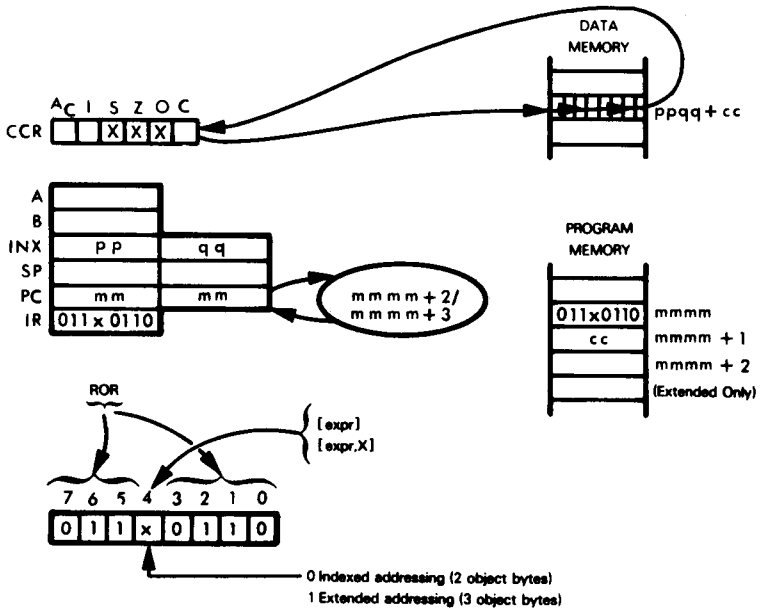 DATA
MEMORY
AC I S Z O C
CCR X X X
ppqq + cc
A
B
INX pp qq
SP
PC mm mm
IR 011x0110
mmmm + 2/
mmmm + 3
PROGRAM
MEMORY
011x0110 mmmm
cc mmmm + 1
mmmm + 2
(Extended Only)
ROR
[expr]
[expr,X]
7 6 5 4 3 2 1 0
0 1 1 x 0 1 1 0
0 Indexed addressing (2 object bytes)
1 Extended addressing (3 object bytes)